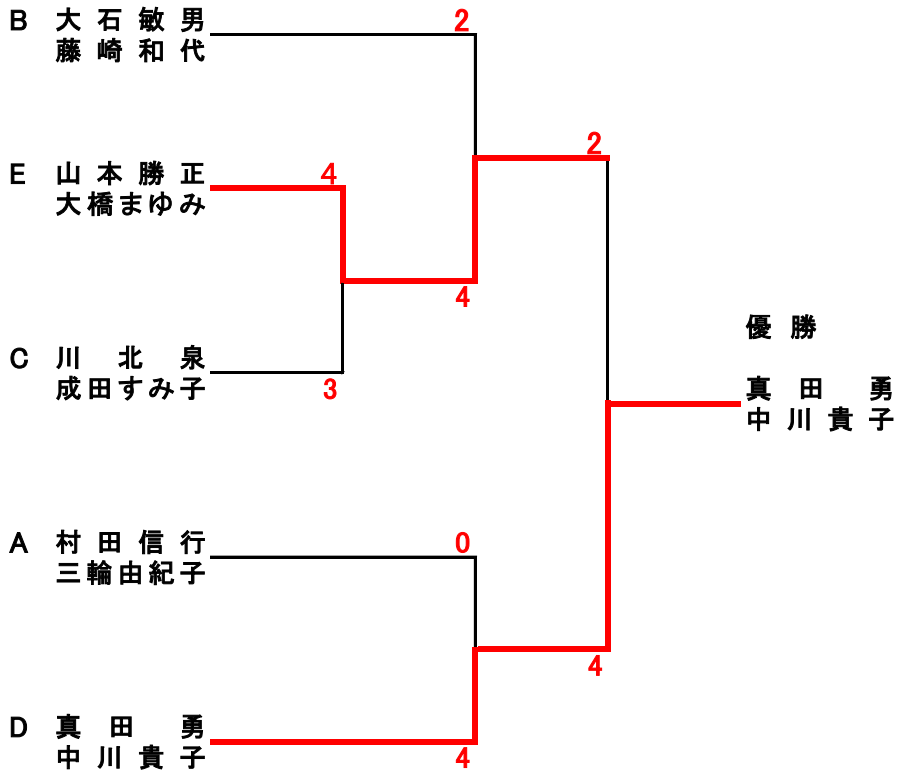 B 大石敏男 2
藤崎和代
2
E 山本勝正 4
大橋まゆみ
4
優勝
C 川北泉
成田すみ子 3
真田勇
中川貴子
A 村田信行 0
三輪由紀子
4
D 真田勇
中川貴子 4